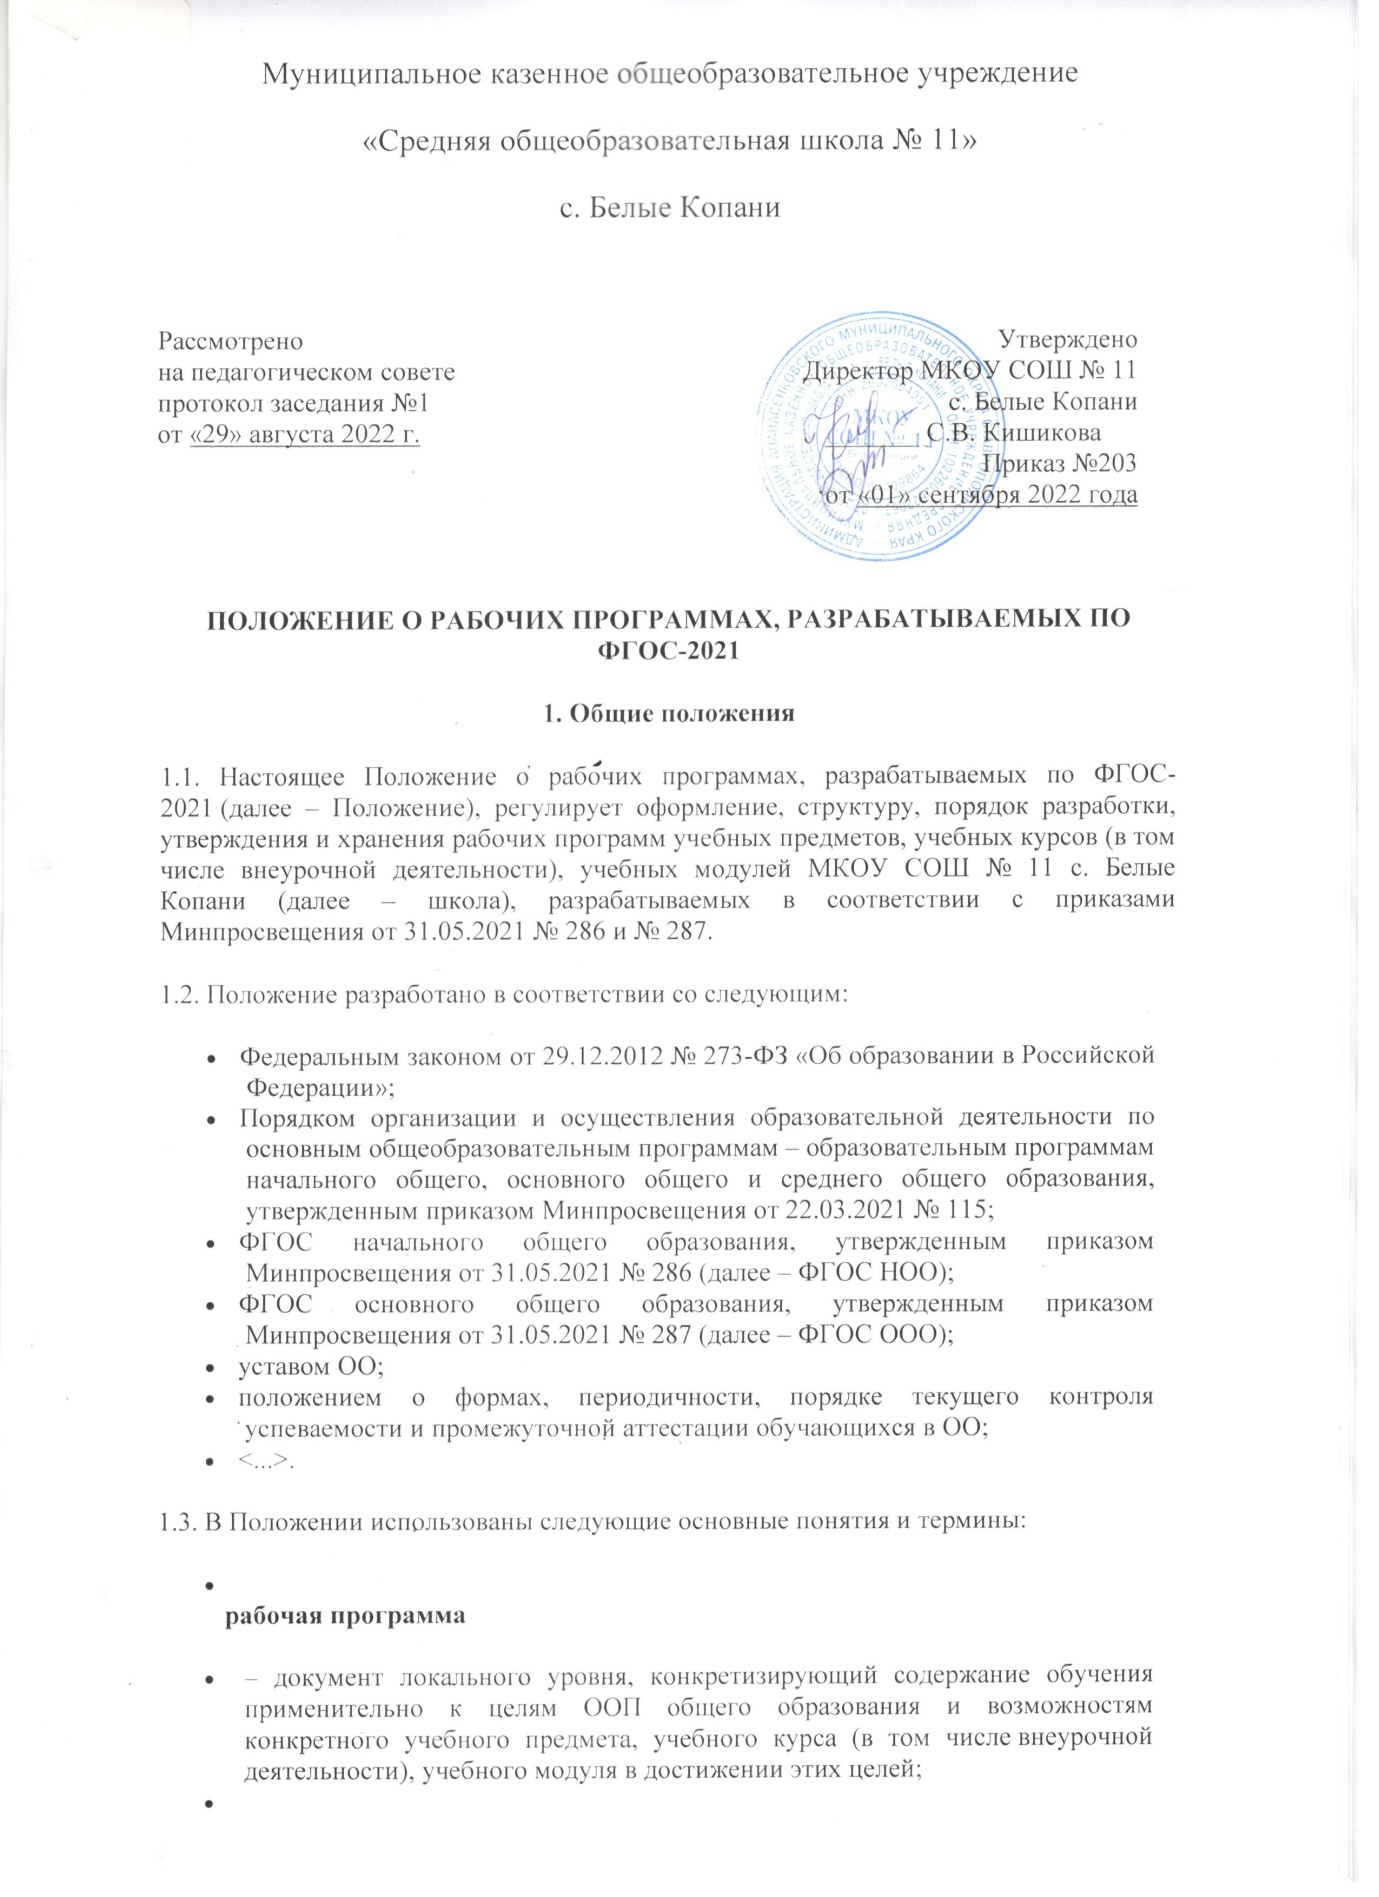 Муниципальное казенное общеобразовательное учреждение
«Средняя общеобразовательная школа № 11»
с. Белые Копани
Рассмотрено
на педагогическом совете
протокол заседания №1
от «29» августа 2022 г.
Утверждено
Директор МКОУ СОШ № 11
с. Белые Копани
С.В. Кишикова
Приказ №203
от «01» сентября 2022 года
МКОУ
СОШ № 11
ПОЛОЖЕНИЕ О РАБОЧИХ ПРОГРАММАХ, РАЗРАБАТЫВАЕМЫХ ПО
ФГОС-2021
1. Общие положения
1.1. Настоящее Положение о рабочих программах, разрабатываемых по ФГОС-
2021 (далее – Положение), регулирует оформление, структуру, порядок разработки,
утверждения и хранения рабочих программ учебных предметов, учебных курсов (в том
числе внеурочной деятельности), учебных модулей МКОУ СОШ № 11 с. Белые
Копани (далее – школа), разрабатываемых в соответствии с приказами
Минпросвещения от 31.05.2021 № 286 и № 287.
1.2. Положение разработано в соответствии со следующим:
• Федеральным законом от 29.12.2012 № 273-ФЗ «Об образовании в Российской
Федерации»;
• Порядком организации и осуществления образовательной деятельности по
основным общеобразовательным программам – образовательным программам
начального общего, основного общего и среднего общего образования,
утвержденным приказом Минпросвещения от 22.03.2021 № 115;
• ФГОС начального общего образования, утвержденным приказом
Минпросвещения от 31.05.2021 № 286 (далее – ФГОС НОО);
• ФГОС основного общего образования, утвержденным приказом
Минпросвещения от 31.05.2021 № 287 (далее – ФГОС ООО);
• уставом ОО;
• положением о формах, периодичности, порядке текущего контроля
успеваемости и промежуточной аттестации обучающихся в ОО;
• <...>.
1.3. В Положении использованы следующие основные понятия и термины:
•
рабочая программа
• – документ локального уровня, конкретизирующий содержание обучения
применительно к целям ООП общего образования и возможностям
конкретного учебного предмета, учебного курса (в том числе внеурочной
деятельности), учебного модуля в достижении этих целей;
•